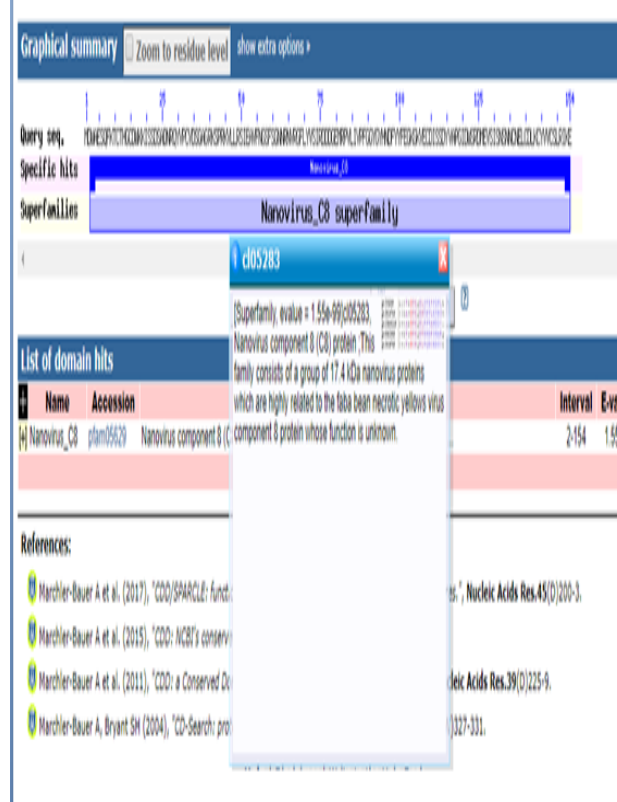 Graphical summary Zoom to residue level show extra options »
1 25 50 75 100 125 154
Query seq.
Specific hits Nanovirus_C8
Superfamilies Nanovirus_C8 superfamily
cl05283
[Superfamily, evalue = 1.55e-99]cl05283,
Nanovirus component 8 (C8) protein ;This
family consists of a group of 17.4 kDa nanovirus proteins
which are highly related to the faba bean necrotic yellows virus
component 8 protein whose function is unknown.
List of domain hits
Name Accession Interval E-v
[+] Nanovirus_C8 pfam05629 Nanovirus component 8 (C 2-154 1.55
References:
Marchler-Bauer A et al. (2017), "CDD/SPARCLE: funct es.", Nucleic Acids Res.45(D)200-3.
Marchler-Bauer A et al. (2015), "CDD: NCBI's conserv
Marchler-Bauer A et al. (2011), "CDD: a Conserved Do cleic Acids Res.39(D)225-9.
Marchler-Bauer A, Bryant SH (2004), "CD-Search: pro )327-331.